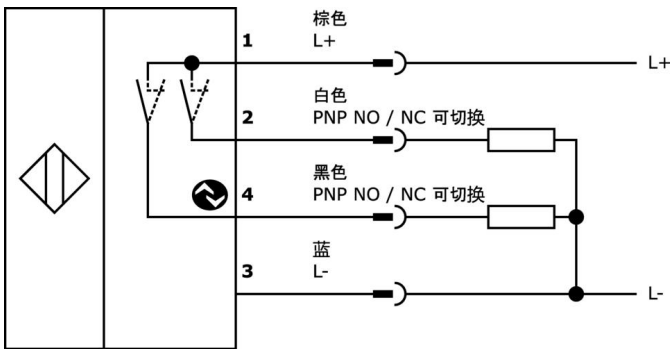 棕色
1 L+ L+
白色
2 PNP NO / NC 可切换
黑色
4 PNP NO / NC 可切换
蓝
3 L- L-